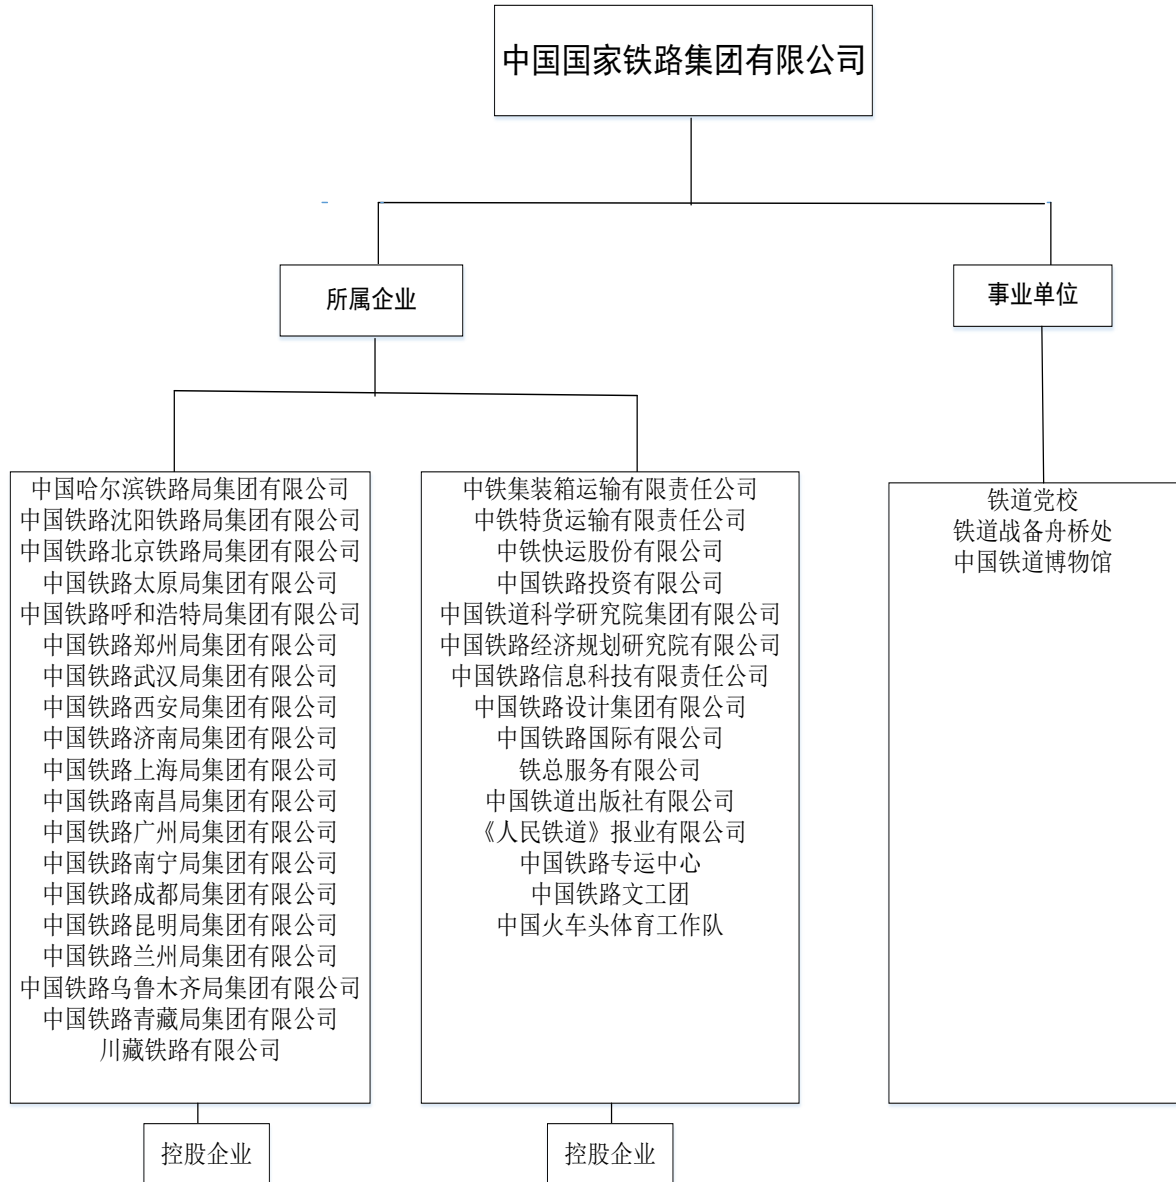 中国国家铁路集团有限公司
所属企业
事业单位
中国哈尔滨铁路局集团有限公司
中国铁路沈阳铁路局集团有限公司
中国铁路北京铁路局集团有限公司
中国铁路太原局集团有限公司
中国铁路呼和浩特局集团有限公司
中国铁路郑州局集团有限公司
中国铁路武汉局集团有限公司
中国铁路西安局集团有限公司
中国铁路济南局集团有限公司
中国铁路上海局集团有限公司
中国铁路南昌局集团有限公司
中国铁路广州局集团有限公司
中国铁路南宁局集团有限公司
中国铁路成都局集团有限公司
中国铁路昆明局集团有限公司
中国铁路兰州局集团有限公司
中国铁路乌鲁木齐局集团有限公司
中国铁路青藏局集团有限公司
川藏铁路有限公司
中铁集装箱运输有限责任公司
中铁特货运输有限责任公司
中铁快运股份有限公司
中国铁路投资有限公司
中国铁道科学研究院集团有限公司
中国铁路经济规划研究院有限公司
中国铁路信息科技有限责任公司
中国铁路设计集团有限公司
中国铁路国际有限公司
铁总服务有限公司
中国铁道出版社有限公司
《人民铁道》报业有限公司
中国铁路专运中心
中国铁路文工团
中国火车头体育工作队
铁道党校
铁道战备舟桥处
中国铁道博物馆
控股企业
控股企业